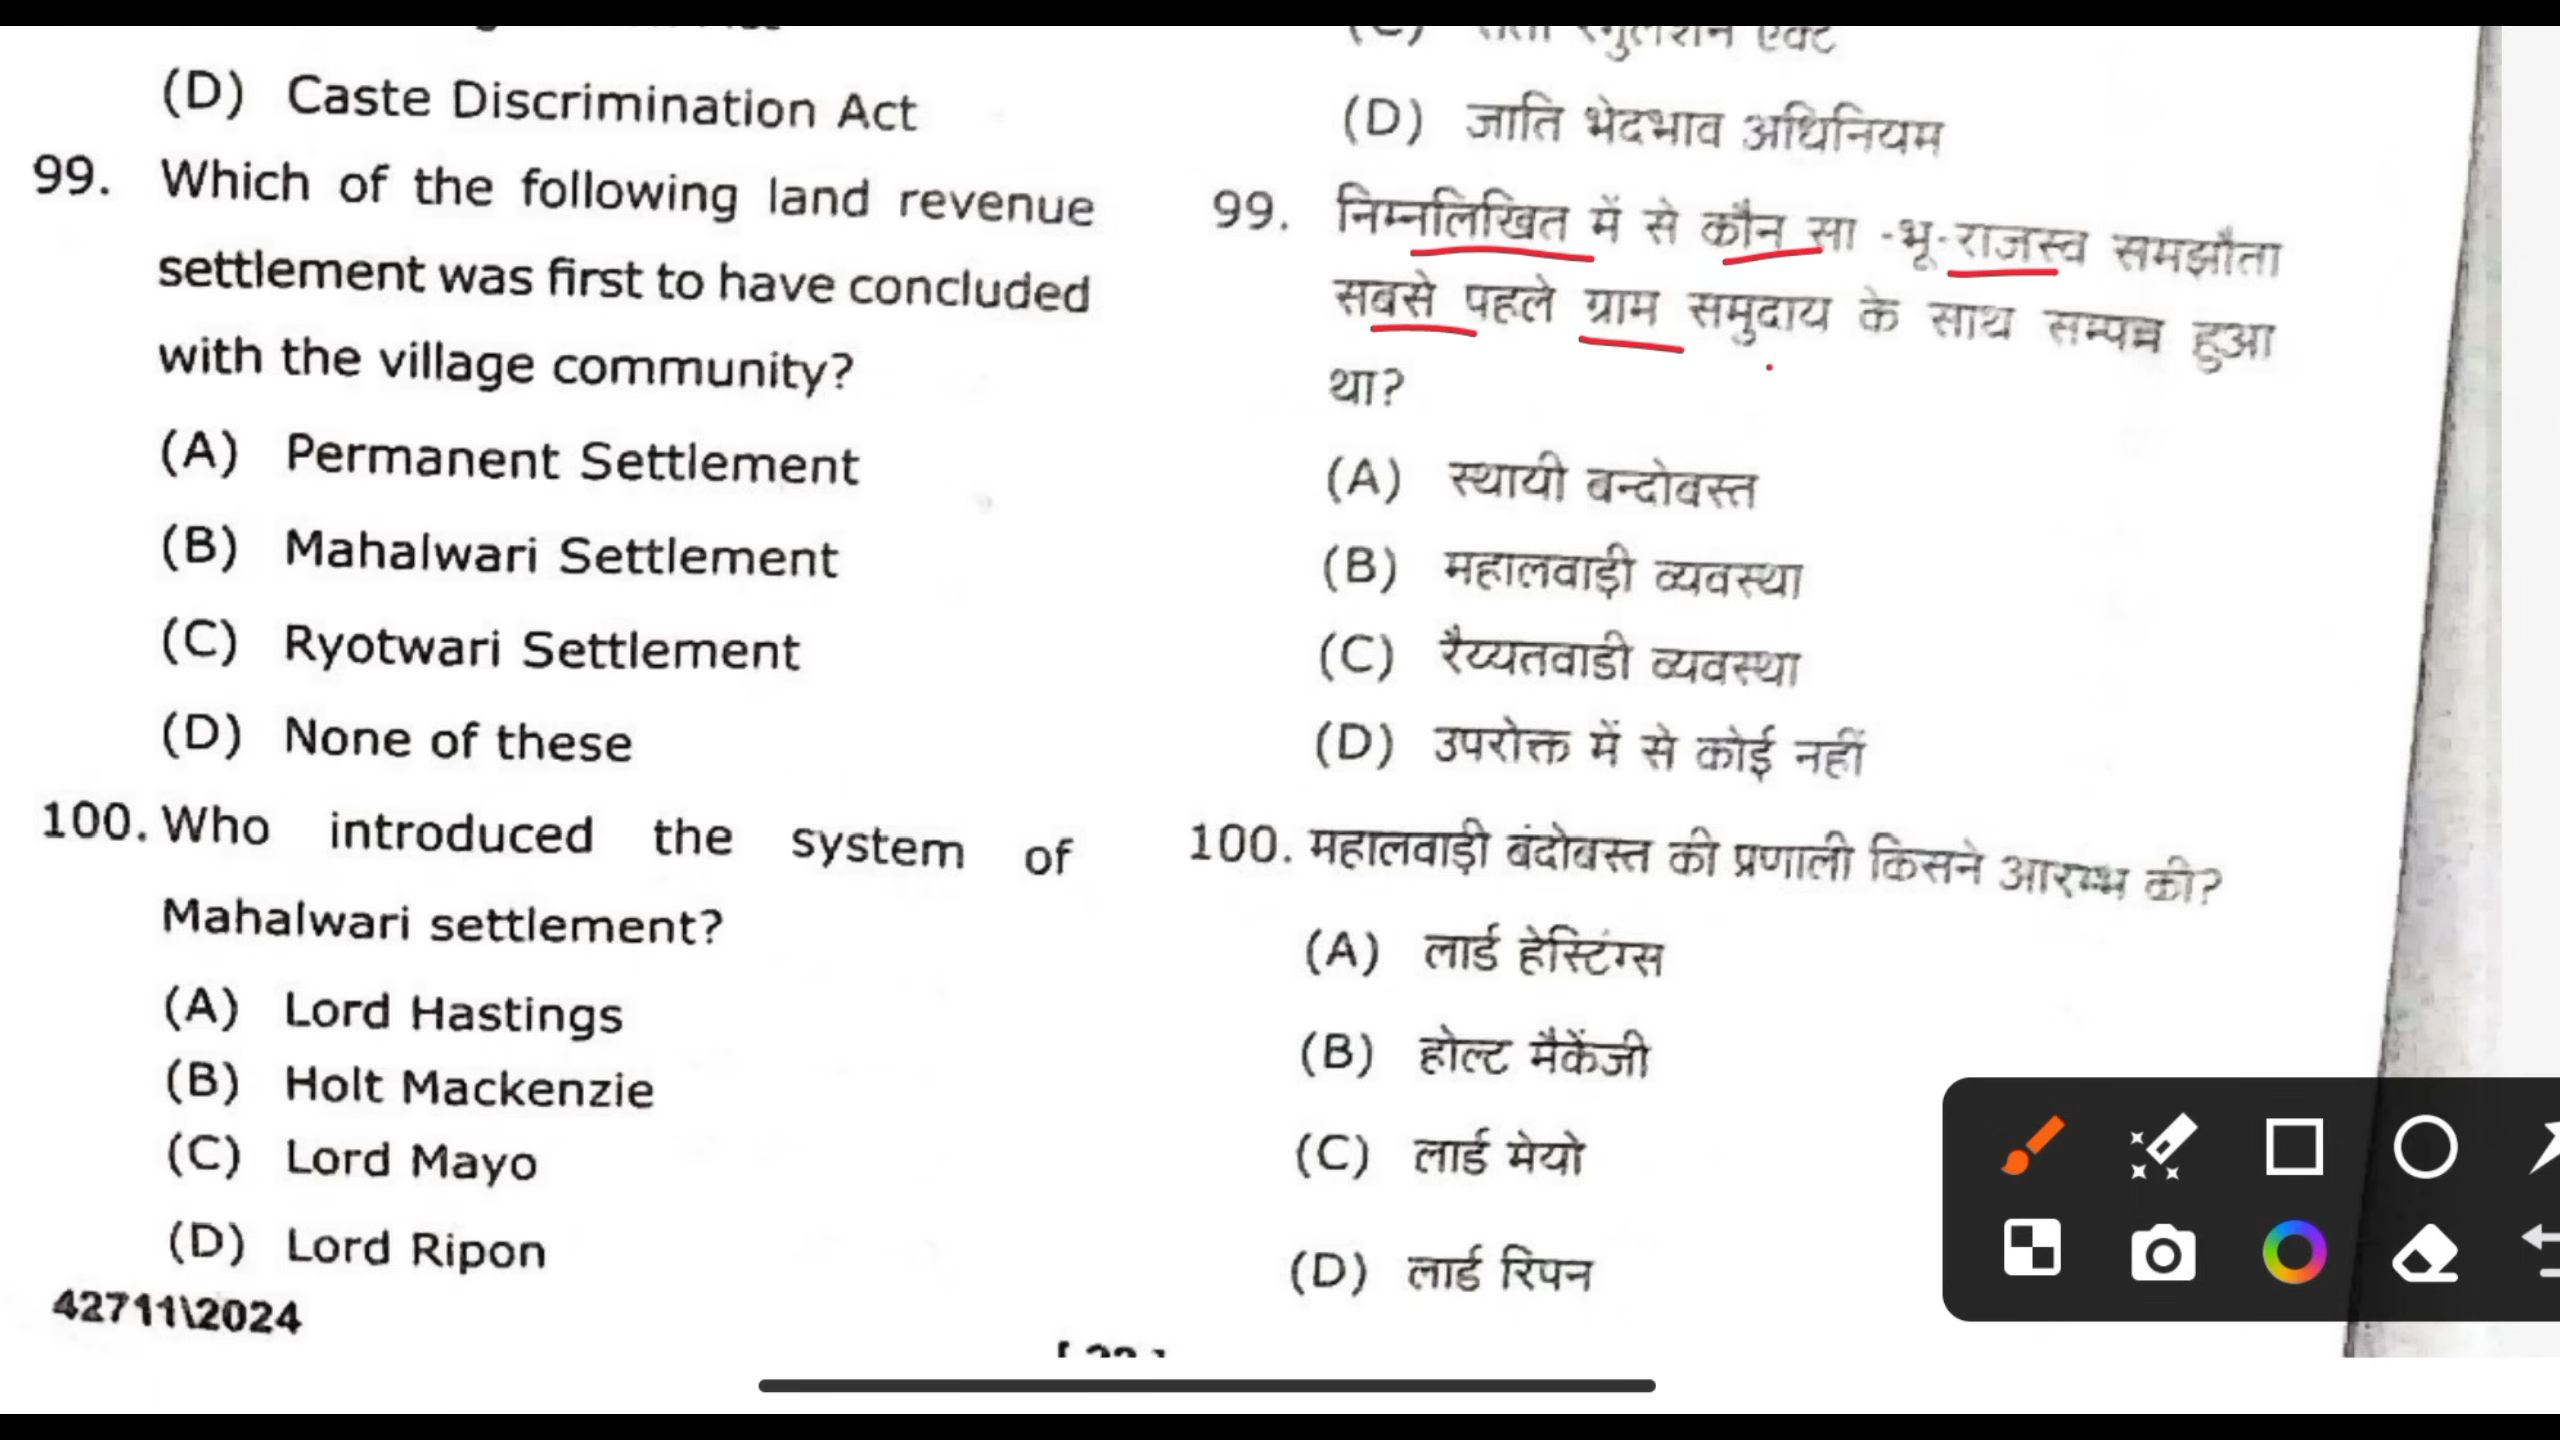 (D) Caste Discrimination Act
99. Which of the following land revenue
settlement was first to have concluded
with the village community?
(A) Permanent Settlement
(B) Mahalwari Settlement
(C) Ryotwari Settlement
(D) None of these
100. Who introduced the system of
Mahalwari settlement?
(A) Lord Hastings
(B) Holt Mackenzie
(C) Lord Mayo
(D) Lord Ripon
42711\2024
(D) जाति भेदभाव अधिनियम
99. निम्नलिखित में से कौन सा -भू-राजस्व समझौता
सबसे पहले ग्राम समुदाय के साथ सम्पन्न हुआ
था?
(A) स्थायी बन्दोबस्त
(B) महालवाड़ी व्यवस्था
(C) रैय्यतवाडी व्यवस्था
(D) उपरोक्त में से कोई नहीं
100. महालवाड़ी बंदोबस्त की प्रणाली किसने आरम्भ की?
(A) लार्ड हेस्टिंग्स
(B) होल्ट मैकेंजी
(C) लार्ड मेयो
(D) लार्ड रिपन